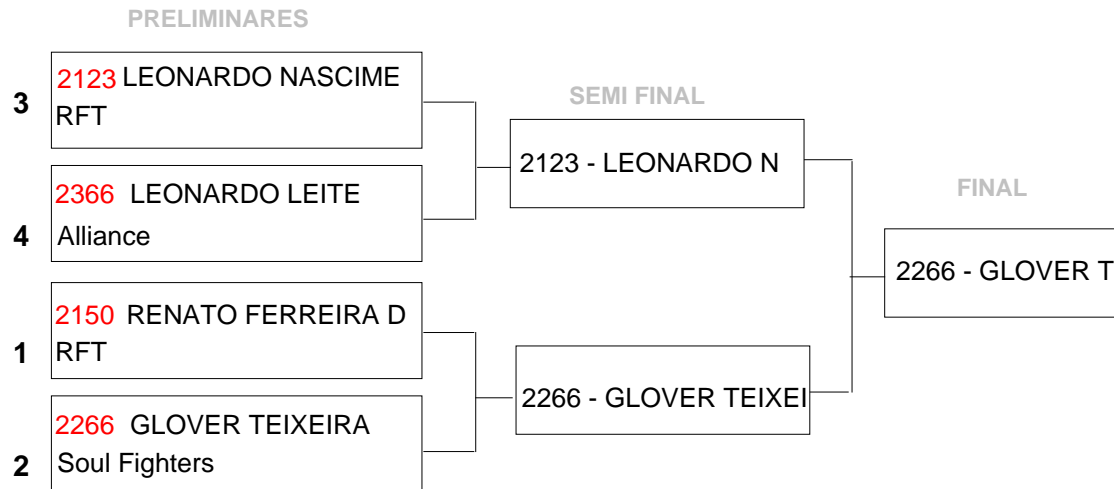 PRELIMINARES
2123 LEONARDO NASCIME
3
RFT
SEMI FINAL
2123 - LEONARDO N
2366 LEONARDO LEITE
4
Alliance
FINAL
2266 - GLOVER T
2150 RENATO FERREIRA D
1
RFT
2266 - GLOVER TEIXEI
2266 GLOVER TEIXEIRA
2
Soul Fighters